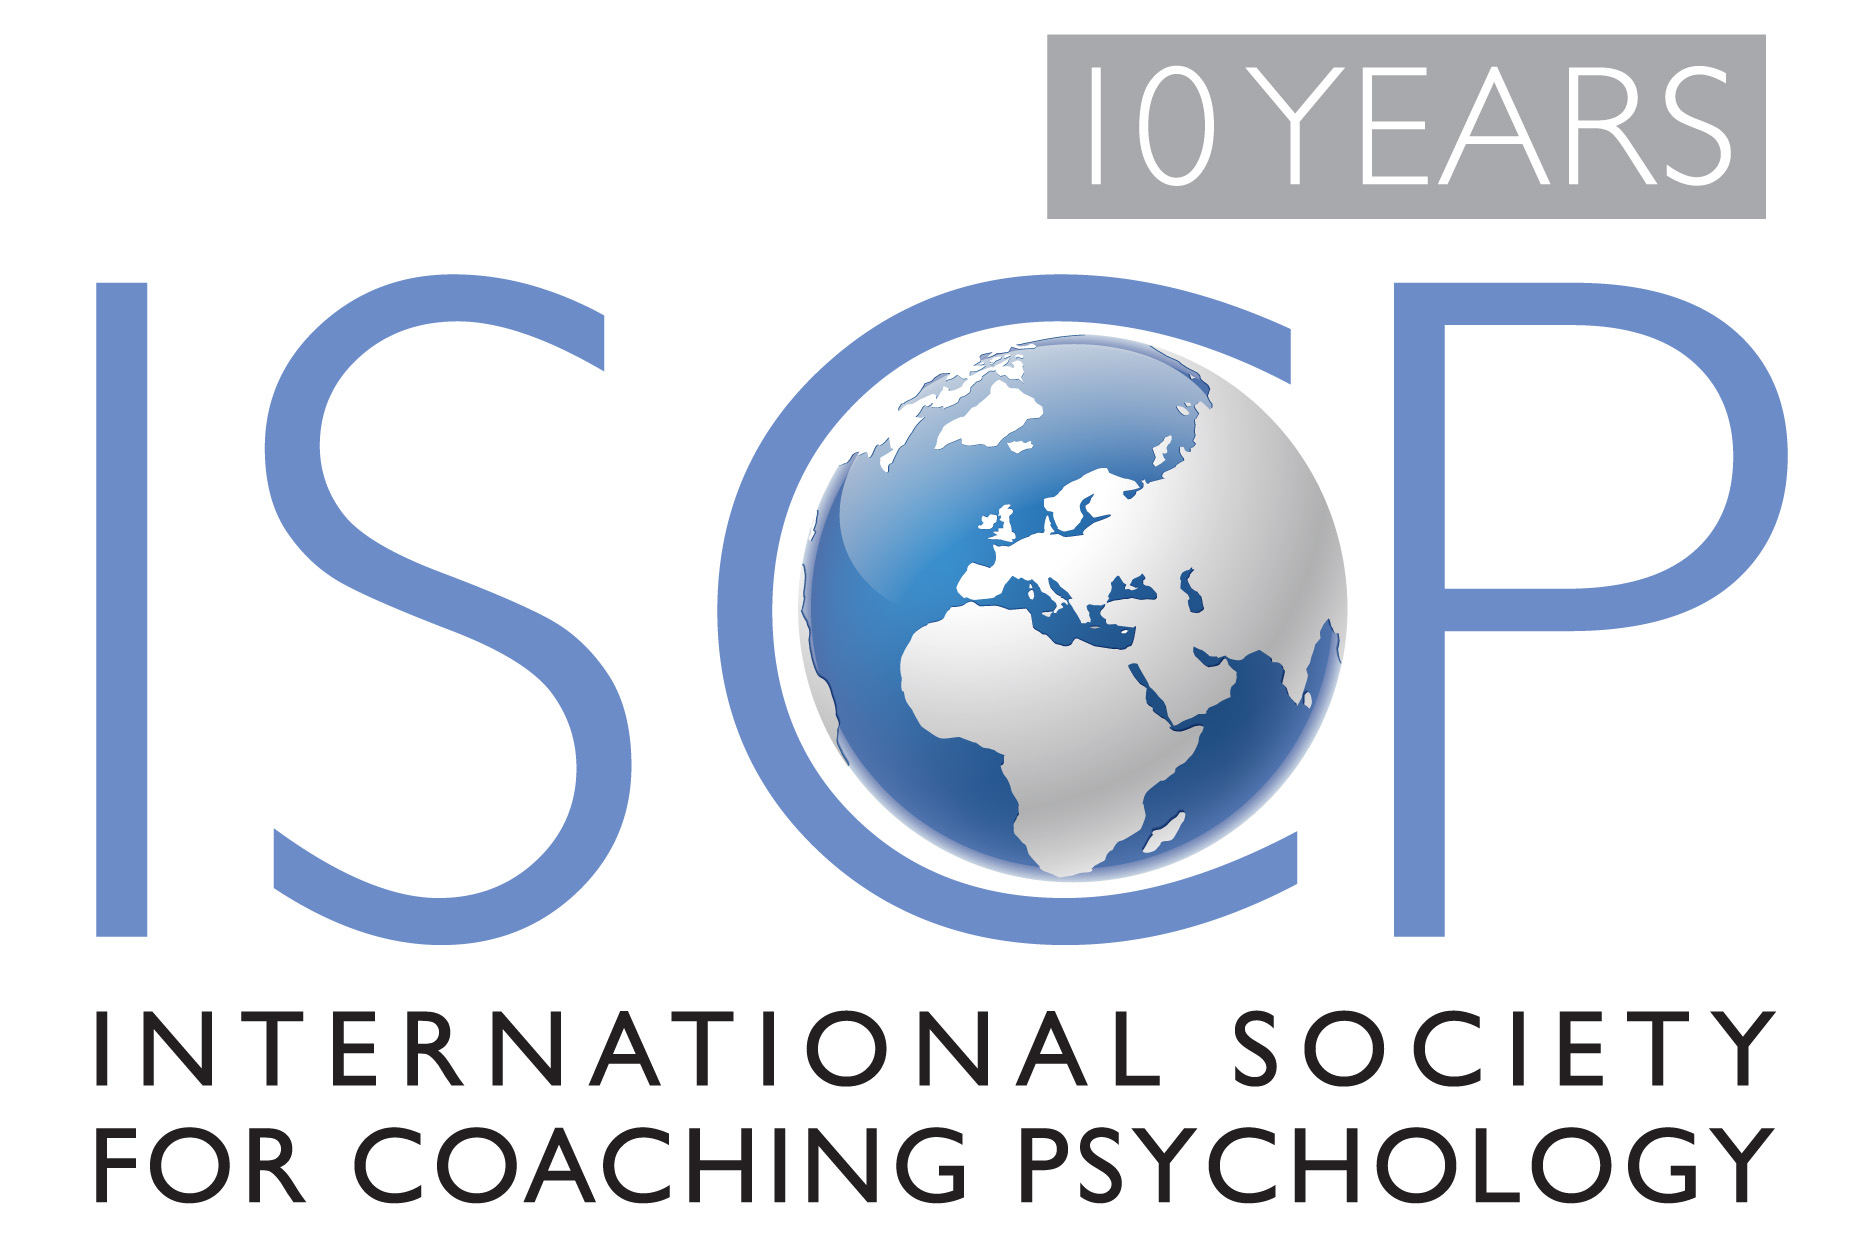 10 YEARS
ISCP
INTERNATIONAL SOCIETY
FOR COACHING PSYCHOLOGY